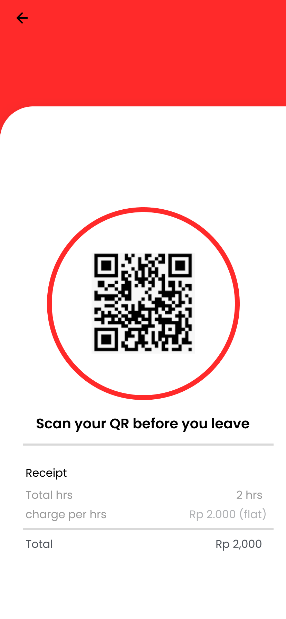 Scan your QR before you leave
Receipt
Total hrs 2 hrs
charge per hrs Rp 2.000 (flat)
Total Rp 2,000